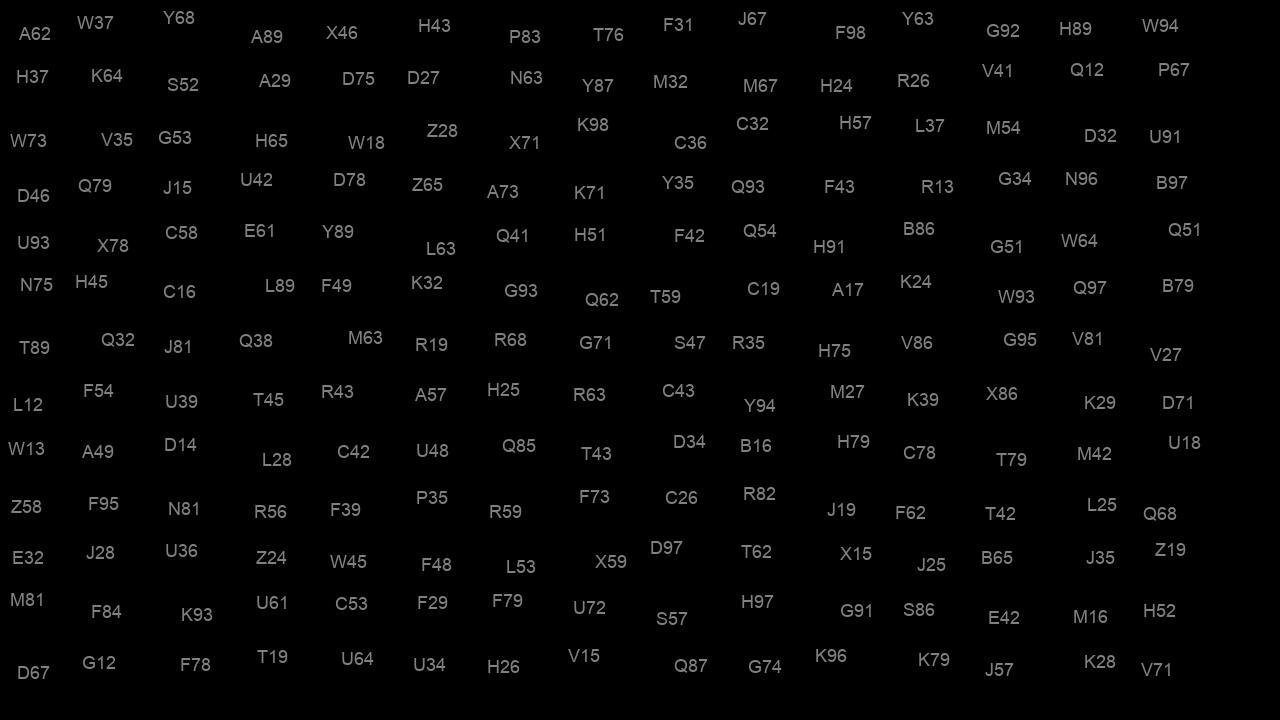 A62 W37 Y68 A89 X46 H43 P83 T76 F31 J67 F98 Y63 G92 H89 W94
H37 K64 S52 A29 D75 D27 N63 Y87 M32 M67 H24 R26 V41 Q12 P67
W73 V35 G53 H65 W18 Z28 X71 K98 C36 C32 H57 L37 M54 D32 U91
D46 Q79 J15 U42 D78 Z65 A73 K71 Y35 Q93 F43 R13 G34 N96 B97
U93 X78 C58 E61 Y89 L63 Q41 H51 F42 Q54 H91 B86 G51 W64 Q51
N75 H45 C16 L89 F49 K32 G93 Q62 T59 C19 A17 K24 W93 Q97 B79
T89 Q32 J81 Q38 M63 R19 R68 G71 S47 R35 H75 V86 G95 V81 V27
L12 F54 U39 T45 R43 A57 H25 R63 C43 Y94 M27 K39 X86 K29 D71
W13 A49 D14 L28 C42 U48 Q85 T43 D34 B16 H79 C78 T79 M42 U18
Z58 F95 N81 R56 F39 P35 R59 F73 C26 R82 J19 F62 T42 L25 Q68
E32 J28 U36 Z24 W45 F48 L53 X59 D97 T62 X15 J25 B65 J35 Z19
M81 F84 K93 U61 C53 F29 F79 U72 S57 H97 G91 S86 E42 M16 H52
D67 G12 F78 T19 U64 U34 H26 V15 Q87 G74 K96 K79 J57 K28 V71